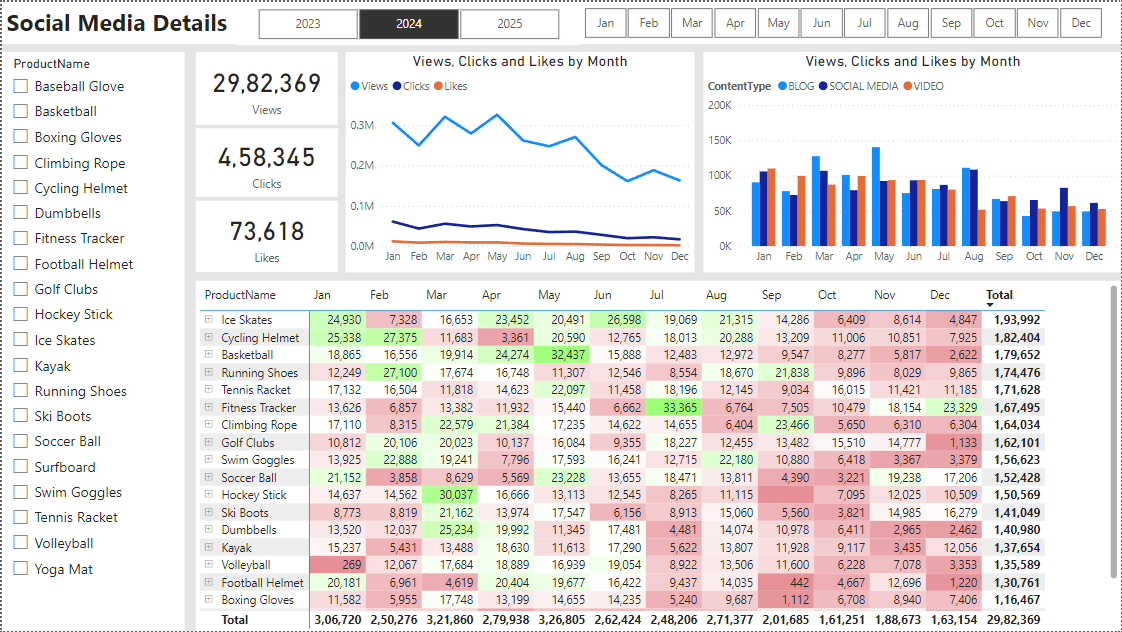 Social Media Details
2023 2024 2025
Jan Feb Mar Apr May Jun Jul Aug Sep Oct Nov Dec
ProductName
Baseball Glove
Basketball
Boxing Gloves
Climbing Rope
Cycling Helmet
Dumbbells
Fitness Tracker
Football Helmet
Golf Clubs
Hockey Stick
Ice Skates
Kayak
Running Shoes
Ski Boots
Soccer Ball
Surfboard
Swim Goggles
Tennis Racket
Volleyball
Yoga Mat
29,82,369
Views
4,58,345
Clicks
73,618
Likes
Views, Clicks and Likes by Month
Views Clicks Likes
0.3M
0.2M
0.1M
0.0M
Jan Feb Mar Apr May Jun Jul Aug Sep Oct Nov Dec
Views, Clicks and Likes by Month
ContentType BLOG SOCIAL MEDIA VIDEO
200K
150K
100K
50K
0K
Jan Feb Mar Apr May Jun Jul Aug Sep Oct Nov Dec
ProductName Jan Feb Mar Apr May Jun Jul Aug Sep Oct Nov Dec Total
Ice Skates 24,930 7,328 16,653 23,452 20,491 26,598 19,069 21,315 14,286 6,409 8,614 4,847 1,93,992
Cycling Helmet 25,338 27,375 11,683 3,361 20,590 12,765 18,013 20,288 13,209 11,006 10,851 7,925 1,82,404
Basketball 18,865 16,556 19,914 24,274 32,437 15,888 12,483 12,972 9,547 8,277 5,817 2,622 1,79,652
Running Shoes 12,249 27,100 17,674 16,748 11,307 12,546 8,554 18,670 21,838 9,896 8,029 9,865 1,74,476
Tennis Racket 17,132 16,504 11,818 14,623 22,097 11,458 18,196 12,145 9,034 16,015 11,421 11,185 1,71,628
Fitness Tracker 13,626 6,857 13,382 11,932 15,440 6,662 33,365 6,764 7,505 10,479 18,154 23,329 1,67,495
Climbing Rope 17,110 8,315 22,579 21,384 17,235 14,622 14,655 6,404 23,466 5,650 6,310 6,304 1,64,034
Golf Clubs 10,812 20,106 20,023 10,137 16,084 9,355 18,227 12,455 13,482 15,510 14,777 1,133 1,62,101
Swim Goggles 13,925 22,888 19,241 7,796 17,593 16,241 12,715 22,180 10,880 6,418 3,367 3,379 1,56,623
Soccer Ball 21,152 3,858 8,629 5,569 23,228 13,655 18,471 13,811 4,390 3,221 19,238 17,206 1,52,428
Hockey Stick 14,637 14,562 30,037 16,666 13,113 12,545 8,265 11,115 7,095 12,025 10,509 1,50,569
Ski Boots 8,773 8,819 21,162 13,974 17,547 6,156 8,913 15,060 5,560 3,821 14,985 16,279 1,41,049
Dumbbells 13,520 12,037 25,234 19,992 11,345 17,481 4,481 14,074 10,978 6,411 2,965 2,462 1,40,980
Kayak 15,237 5,431 13,488 18,630 11,613 17,290 5,622 13,807 11,928 9,117 3,435 12,056 1,37,654
Volleyball 269 12,067 17,684 18,889 16,939 19,054 8,922 13,506 11,600 6,228 7,078 3,353 1,35,589
Football Helmet 20,181 6,961 4,619 20,404 19,677 16,422 9,437 14,035 442 4,667 12,696 1,220 1,30,761
Boxing Gloves 11,582 5,955 17,748 13,199 14,655 14,235 5,240 9,687 1,112 6,708 8,940 7,406 1,16,467
Total 3,06,720 2,50,276 3,21,860 2,79,938 3,26,805 2,62,424 2,48,206 2,71,377 2,01,685 1,61,251 1,88,673 1,63,154 29,82,369